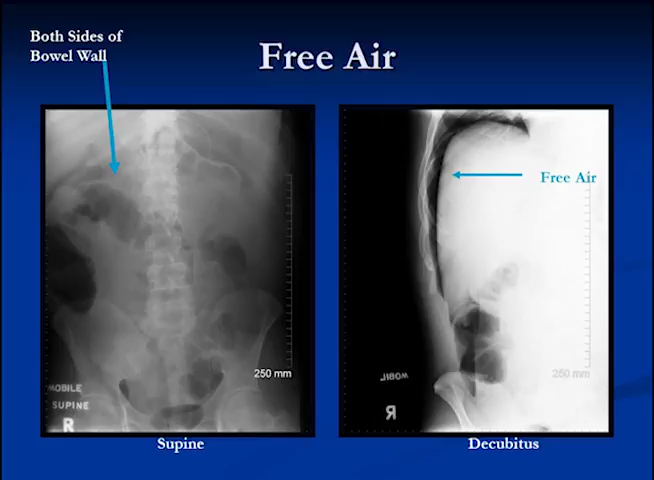 Both Sides of
Bowel Wall
Free Air
Free Air
250 mm
MOBILE
SUPINE
R
250 mm
MOBIL
R
Supine
Decubitus